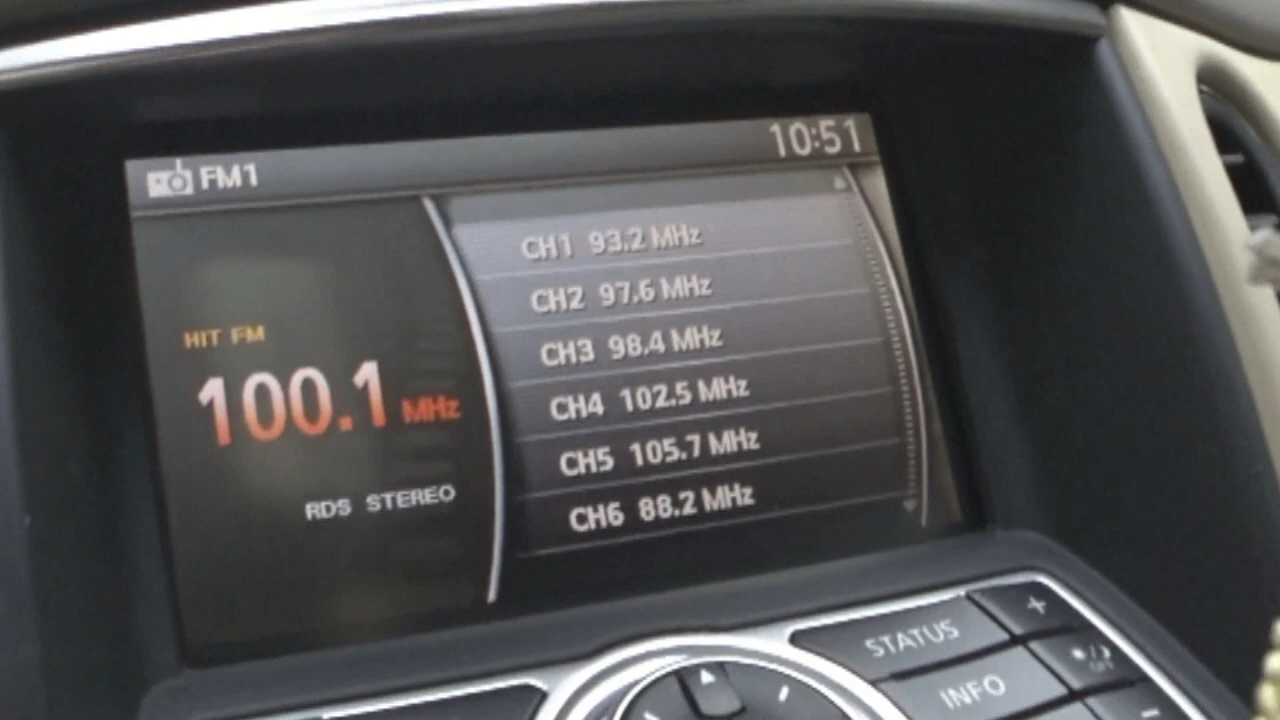 FM1
10:51
HIT FM
100.1 MHz
RDS STEREO
CH1 93.2 MHz
CH2 97.6 MHz
CH3 98.4 MHz
CH4 102.5 MHz
CH5 105.7 MHz
CH6 88.2 MHz
STATUS
+
INFO
OFF
-